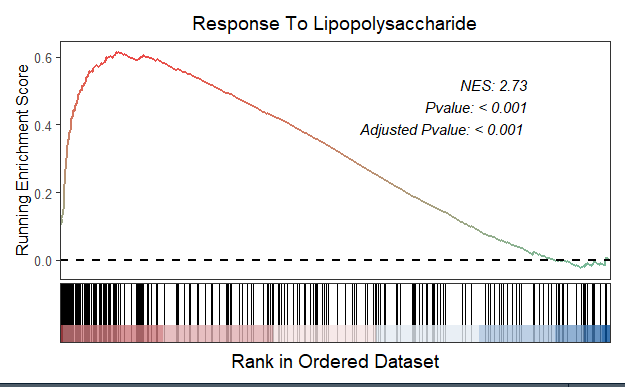 Response To Lipopolysaccharide
Running Enrichment Score
0.6
0.4
0.2
0.0
NES: 2.73
Pvalue: < 0.001
Adjusted Pvalue: < 0.001
Rank in Ordered Dataset